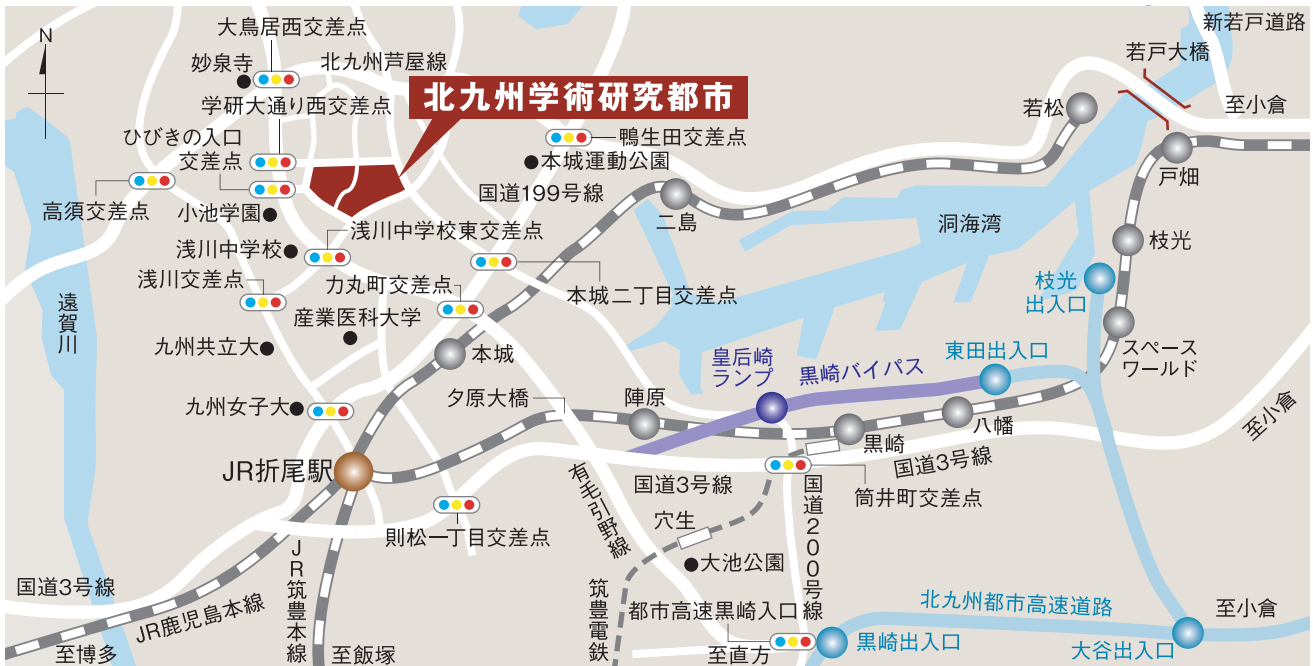 大鳥居西交差点
新若戸道路
N
妙泉寺
北九州芦屋線
若戸大橋
北九州学術研究都市
学研大通り西交差点
若松
至小倉
ひびきの入口
交差点
鴨生田交差点
本城運動公園
戸畑
高須交差点
小池学園
国道199号線
二島
洞海湾
浅川中学校東交差点
浅川中学校
枝光
浅川交差点
力丸町交差点
本城二丁目交差点
枝光
出入口
遠賀川
産業医科大学
九州共立大
本城
皇后崎
ランプ
黒崎バイパス
東田出入口
スペース
ワールド
九州女子大
夕原大橋
陣原
八幡
黒崎
至小倉
JR折尾駅
国道3号線
国道3号線
筒井町交差点
有毛引野線
国道200号線
則松一丁目交差点
穴生
大池公園
国道3号線
JR鹿児島本線
JR筑豊本線
筑豊電鉄
都市高速黒崎入口
北九州都市高速道路
至小倉
至博多
至飯塚
至直方
黒崎出入口
大谷出入口